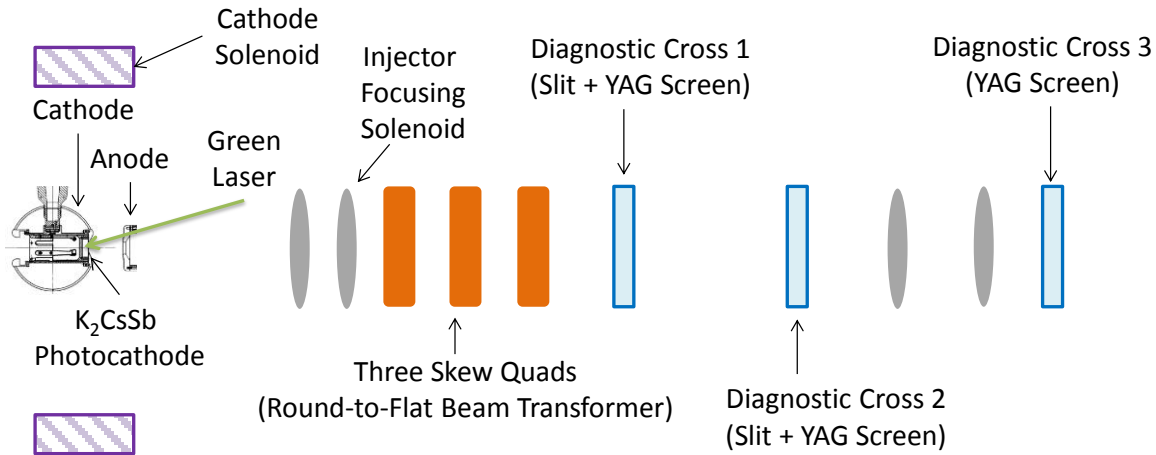 Cathode
Solenoid
Cathode
Anode
Green
Laser
Injector
Focusing
Solenoid
Diagnostic Cross 1
(Slit + YAG Screen)
Diagnostic Cross 3
(YAG Screen)
K₂CsSb
Photocathode
Three Skew Quads
(Round-to-Flat Beam Transformer)
Diagnostic Cross 2
(Slit + YAG Screen)